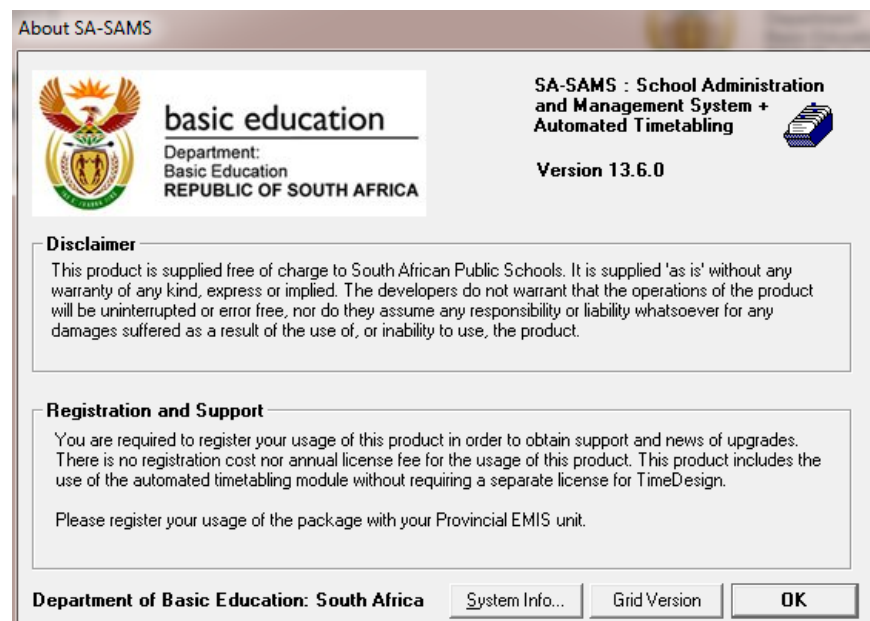 About SA-SAMS
basic education
Department:
Basic Education
REPUBLIC OF SOUTH AFRICA
SA-SAMS : School Administration
and Management System +
Automated Timetabling
Version 13.6.0
Disclaimer
This product is supplied free of charge to South African Public Schools. It is supplied 'as is' without any
warranty of any kind, express or implied. The developers do not warrant that the operations of the product
will be uninterrupted or error free, nor do they assume any responsibility or liability whatsoever for any
damages suffered as a result of the use of, or inability to use, the product.
Registration and Support
You are required to register your usage of this product in order to obtain support and news of upgrades.
There is no registration cost nor annual license fee for the usage of this product. This product includes the
use of the automated timetabling module without requiring a separate license for TimeDesign.
Please register your usage of the package with your Provincial EMIS unit.
Department of Basic Education: South Africa
System Info...
Grid Version
OK